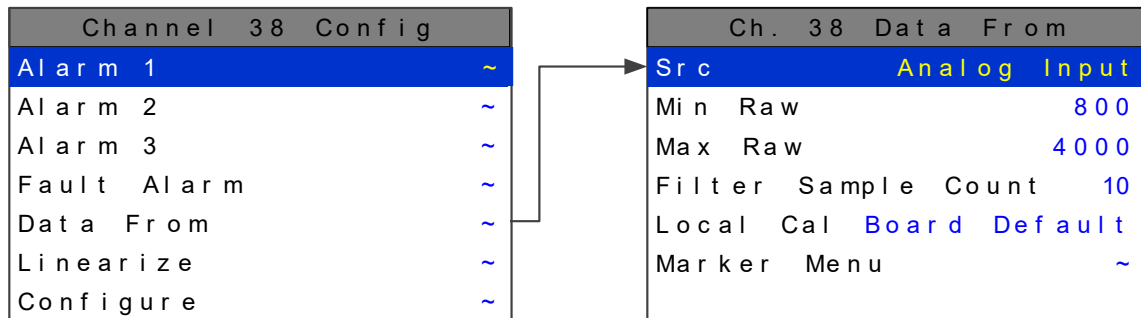 Channel 38 Config
Alarm 1 ~
Alarm 2 ~
Alarm 3 ~
Fault Alarm ~
Data From ~
Linearize ~
Configure ~
Ch. 38 Data From
Src Analog Input
Min Raw 800
Max Raw 4000
Filter Sample Count 10
Local Cal Board Default
Marker Menu ~